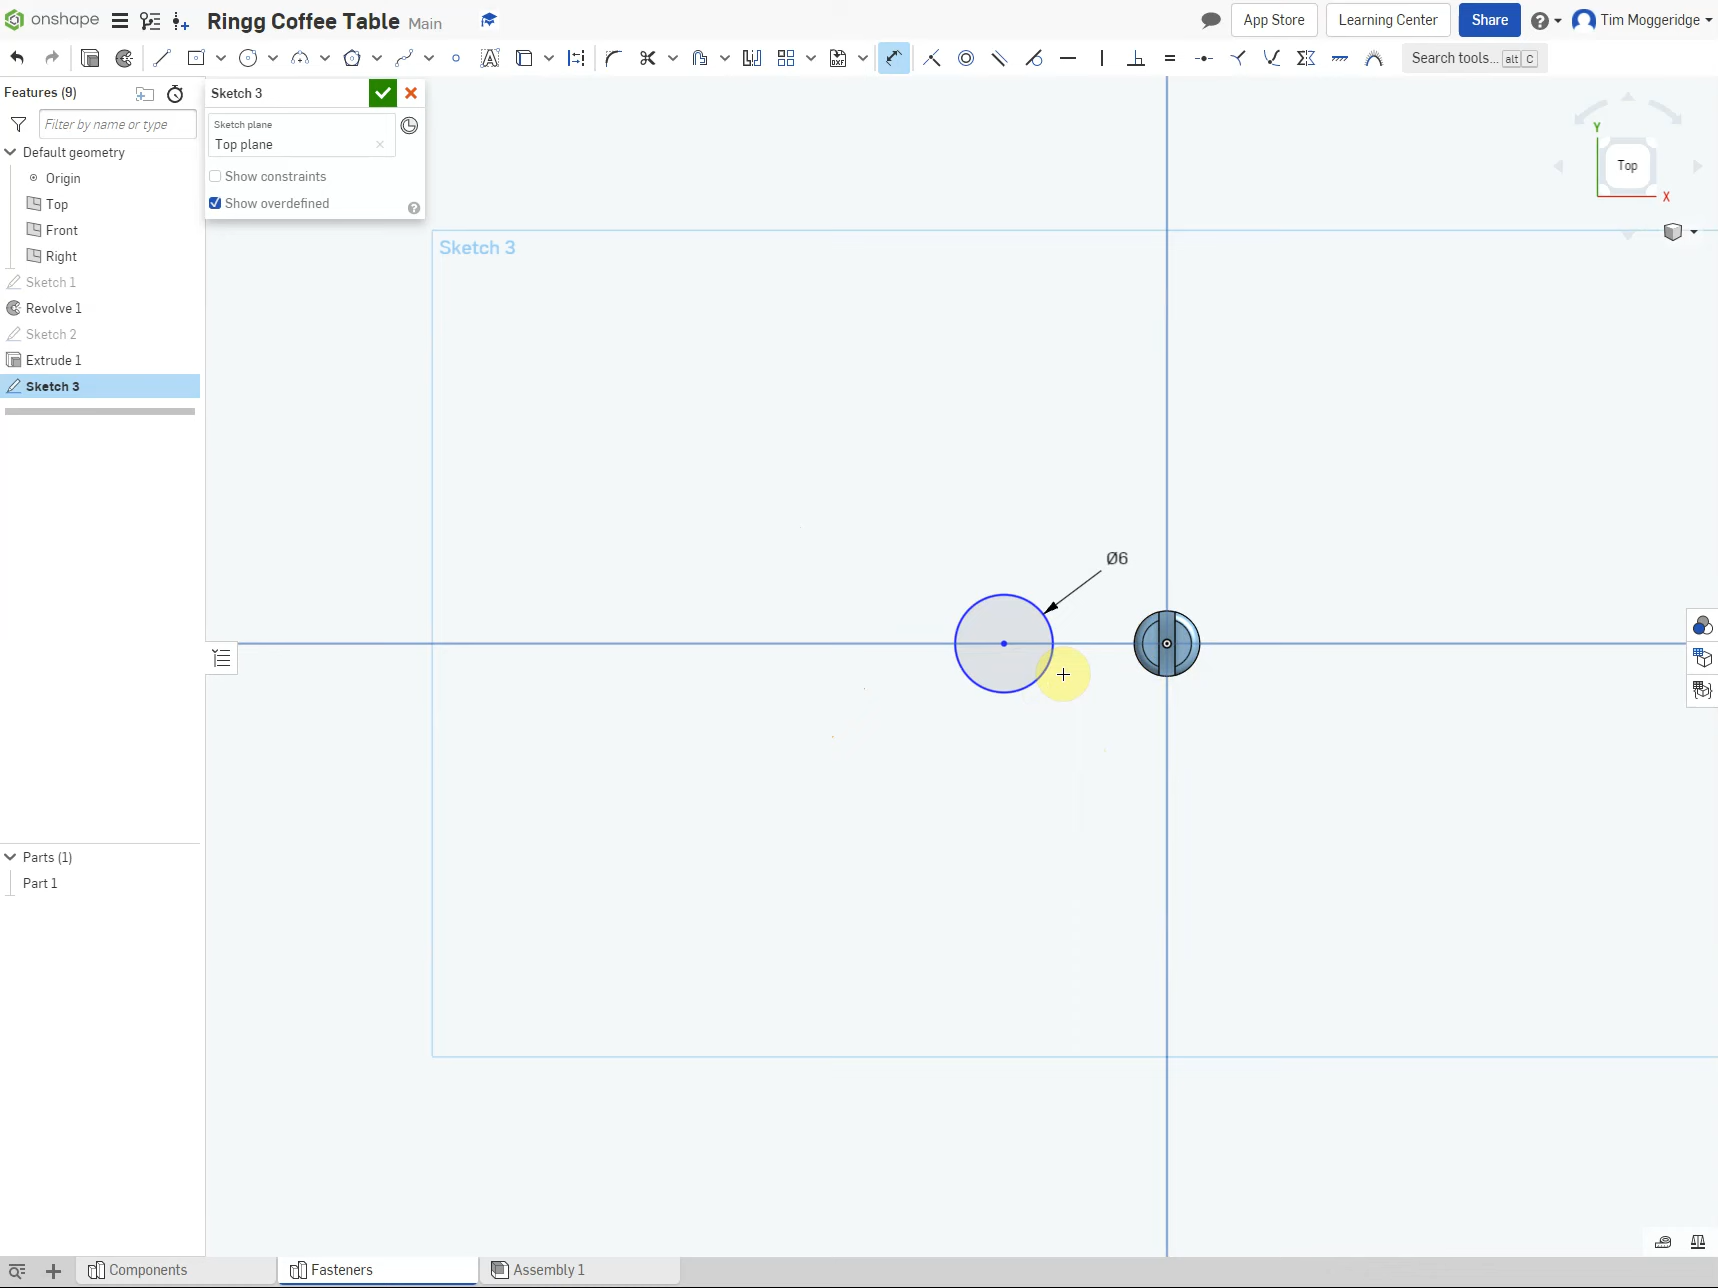 onshape
Ringg Coffee Table Main
App Store
Learning Center
Share
Tim Moggeridge
DXF
Search tools... alt C
Features (9)
Filter by name or type
Default geometry
Origin
Top
Front
Right
Sketch 1
Revolve 1
Sketch 2
Extrude 1
Sketch 3
Parts (1)
Part 1
Sketch 3
Sketch plane
Top plane
Show constraints
Show overdefined
Sketch 3
Ø6
Y
Top
X
Components
Fasteners
Assembly 1